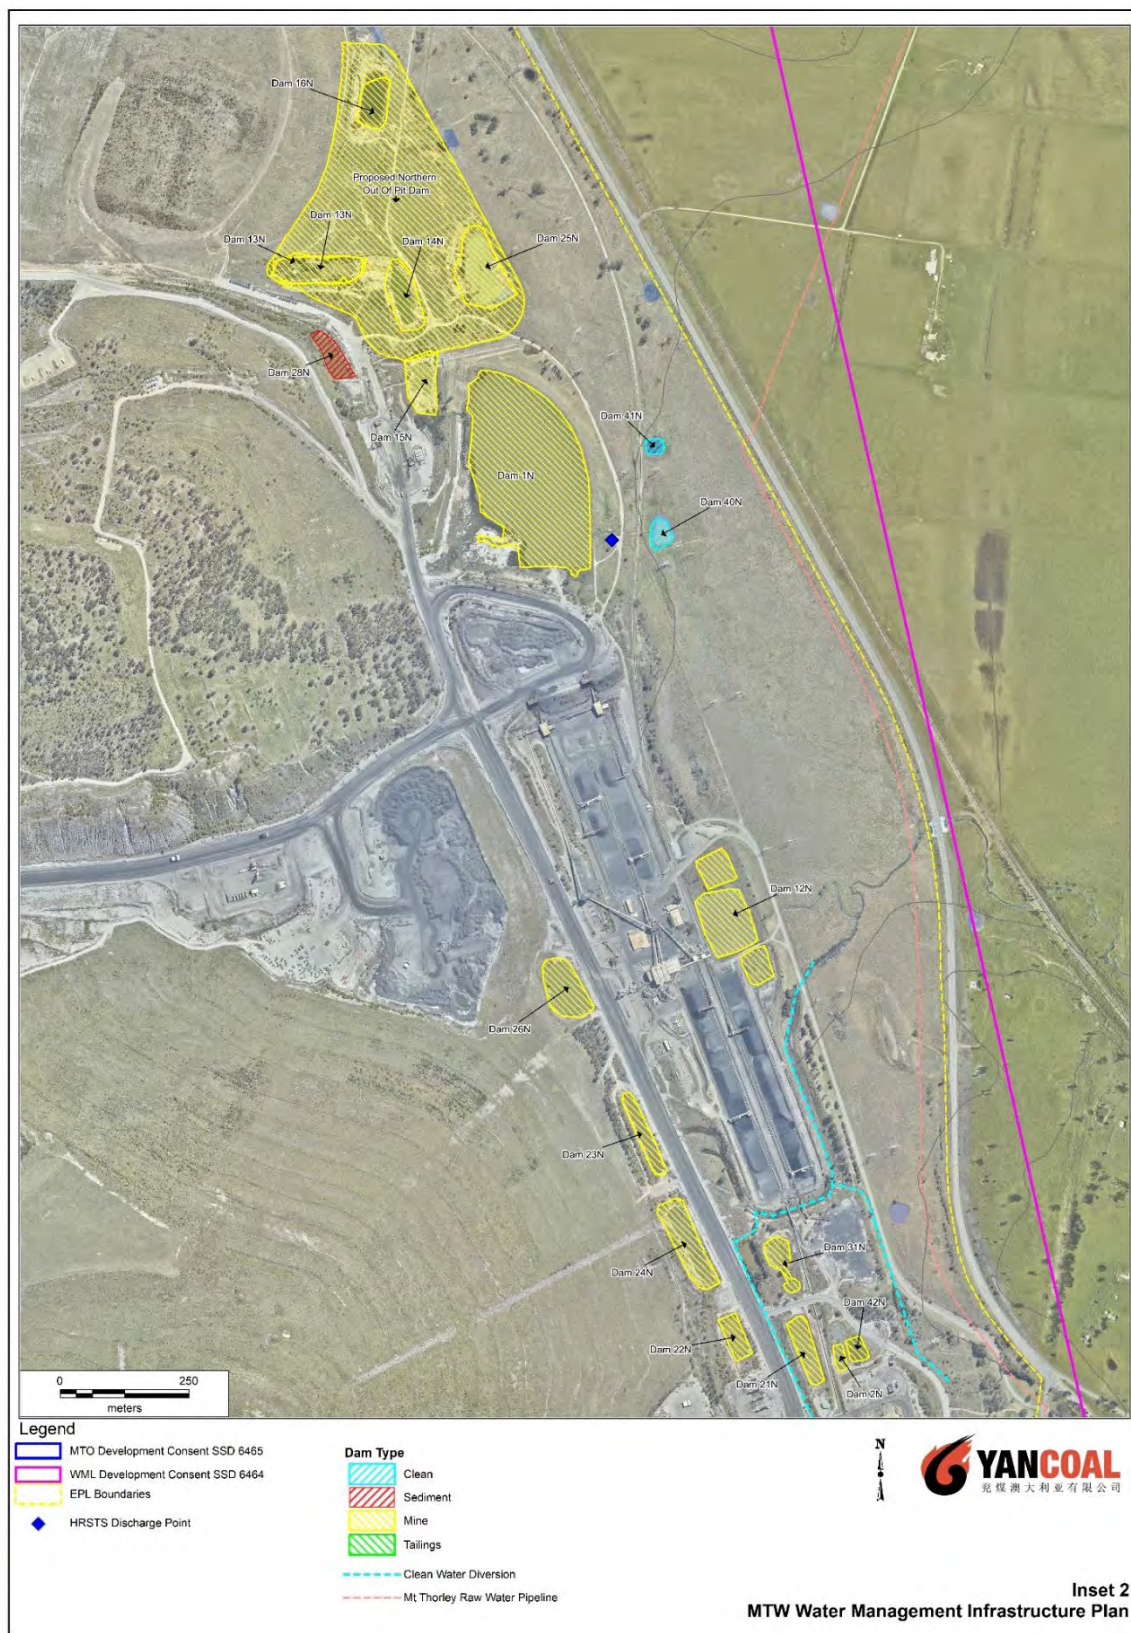 Dam 16N
Proposed Northern
Out Of Pit Dam
Dam 13N
Dam 13N
Dam 14N
Dam 25N
Dam 28N
Dam 15N
Dam 41N
Dam 1N
Dam 40N
Dam 12N
Dam 26N
Dam 23N
Dam 31N
Dam 24N
Dam 42N
Dam 22N
Dam 21N
Dam 2N
0 250
meters
Legend
MTO Development Consent SSD 6465
WML Development Consent SSD 6464
EPL Boundaries
HRSTS Discharge Point
Dam Type
Clean
Sediment
Mine
Tailings
Clean Water Diversion
Mt Thorley Raw Water Pipeline
N
YANCOAL
兖煤澳大利亚有限公司
Inset 2
MTW Water Management Infrastructure Plan